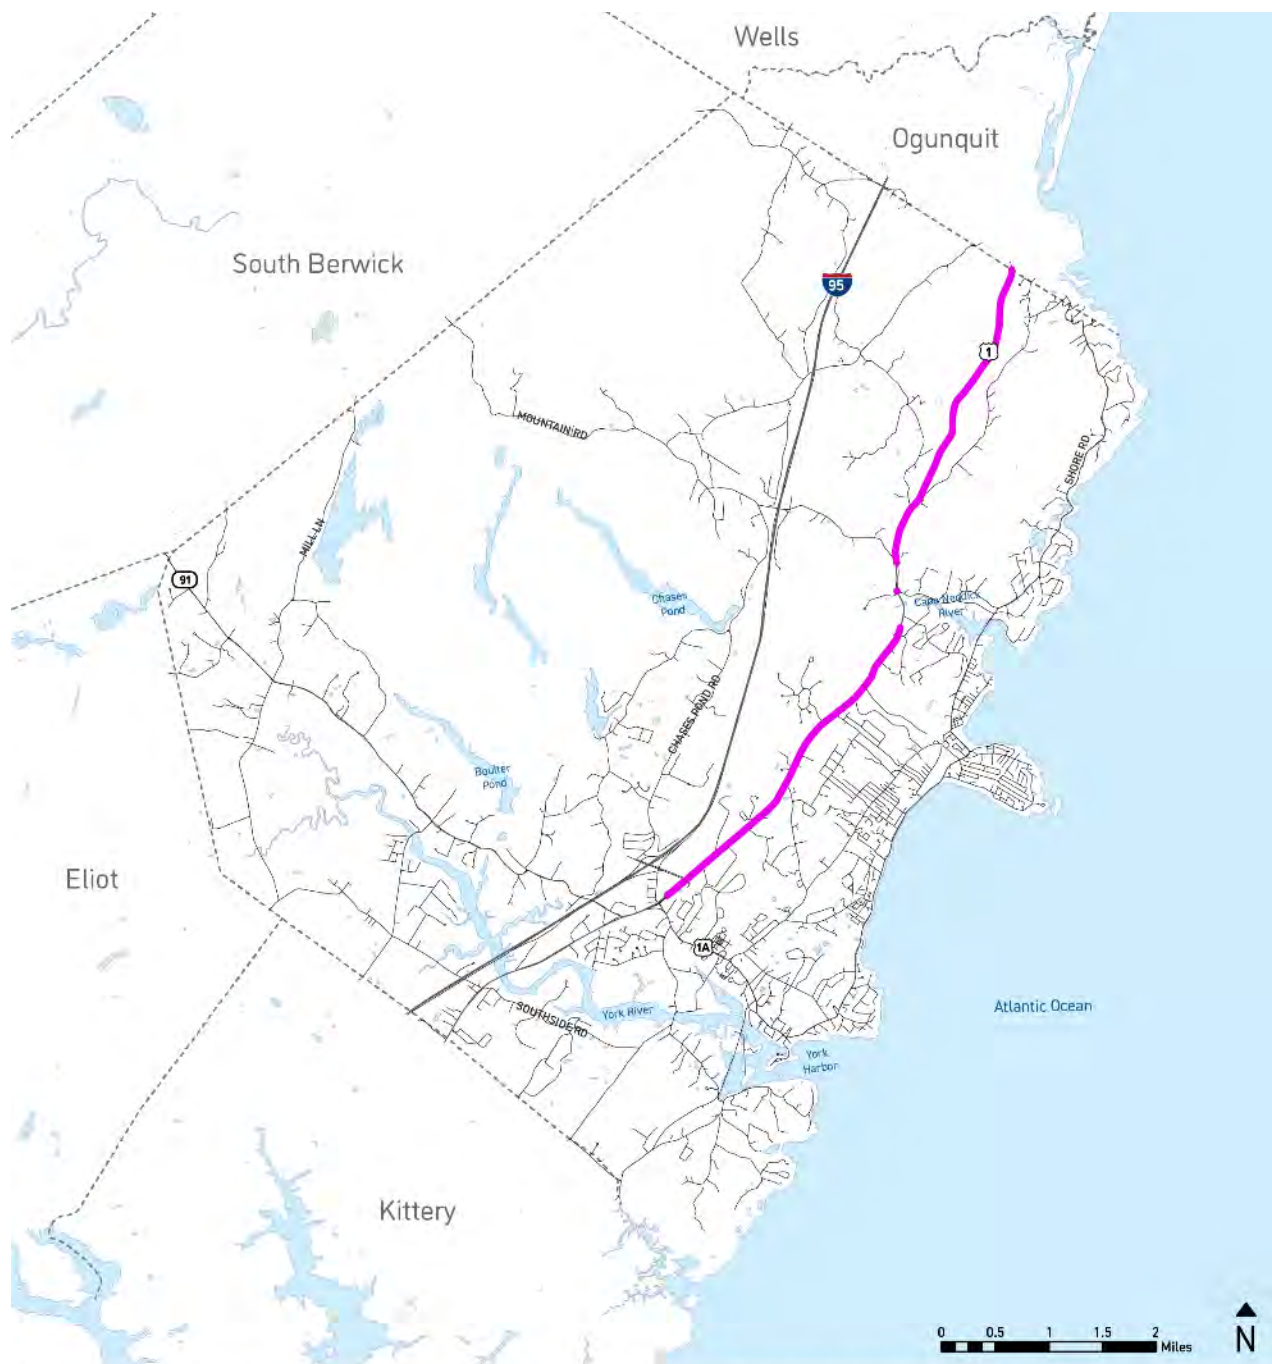 Wells
Ogunquit
South Berwick
95
1
MOUNTAIN RD
SHORE RD
MILL LN
91
Chases
Pond
Cape Neddick
River
CHASES POND RD
Boulter
Pond
Eliot
1A
Atlantic Ocean
SOUTHSIDE RD
York River
York
Harbor
Kittery
0 0.5 1 1.5 2
Miles
N